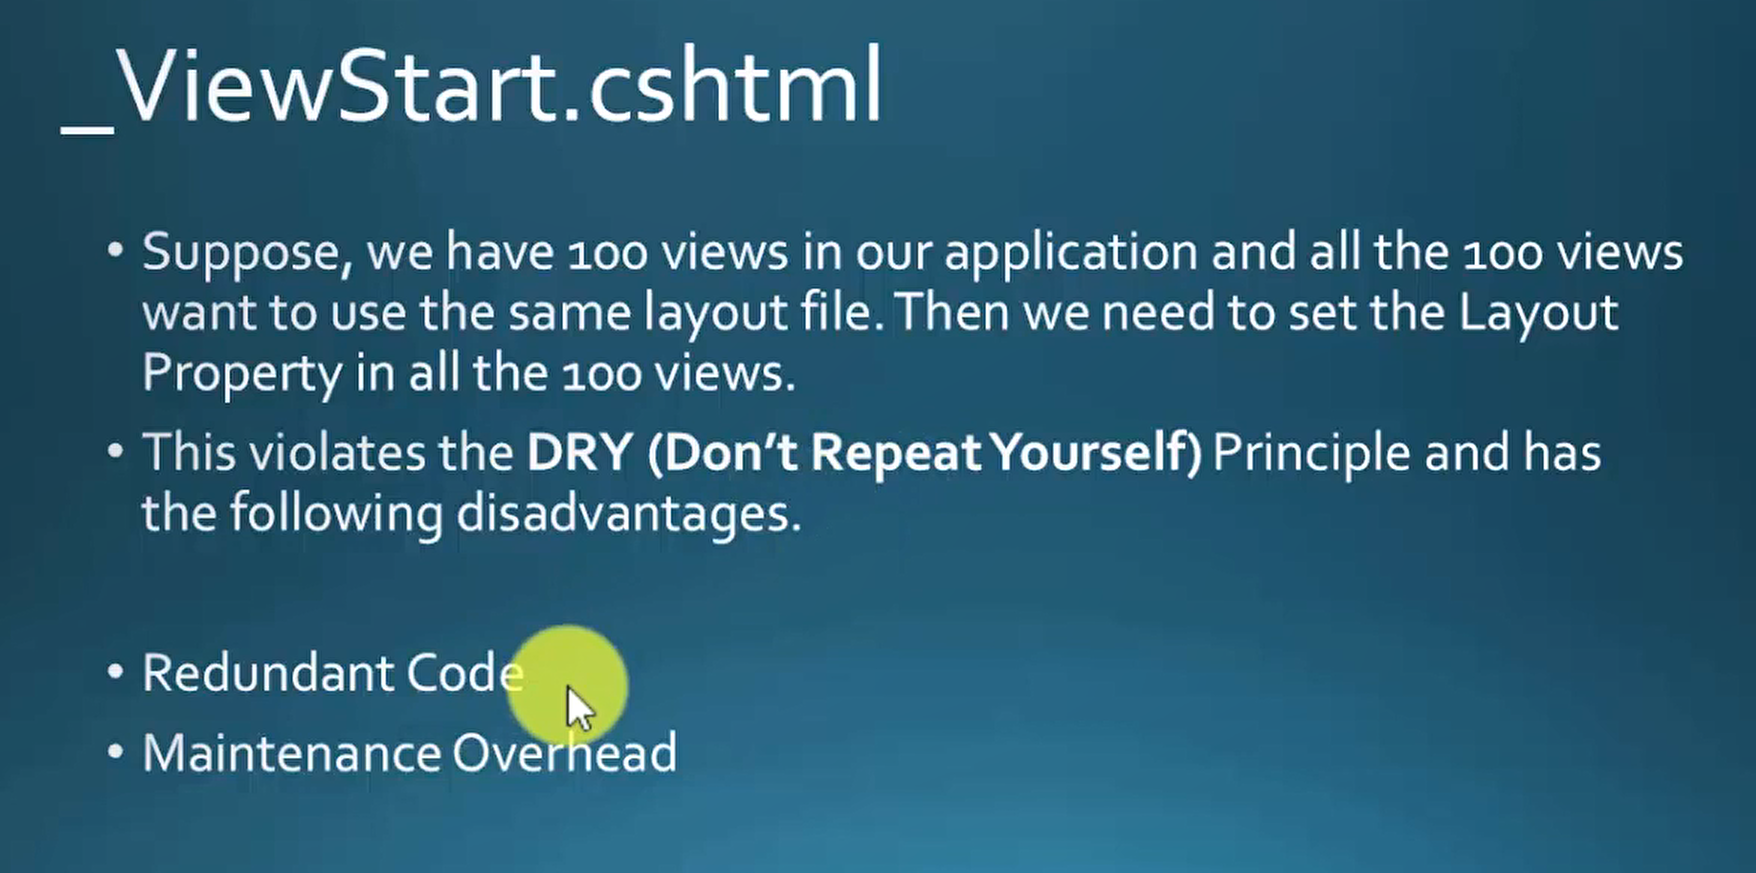 _ViewStart.cshtml
• Suppose, we have 100 views in our application and all the 100 views
want to use the same layout file. Then we need to set the Layout
Property in all the 100 views.
• This violates the DRY (Don’t Repeat Yourself) Principle and has
the following disadvantages.
• Redundant Code
• Maintenance Overhead